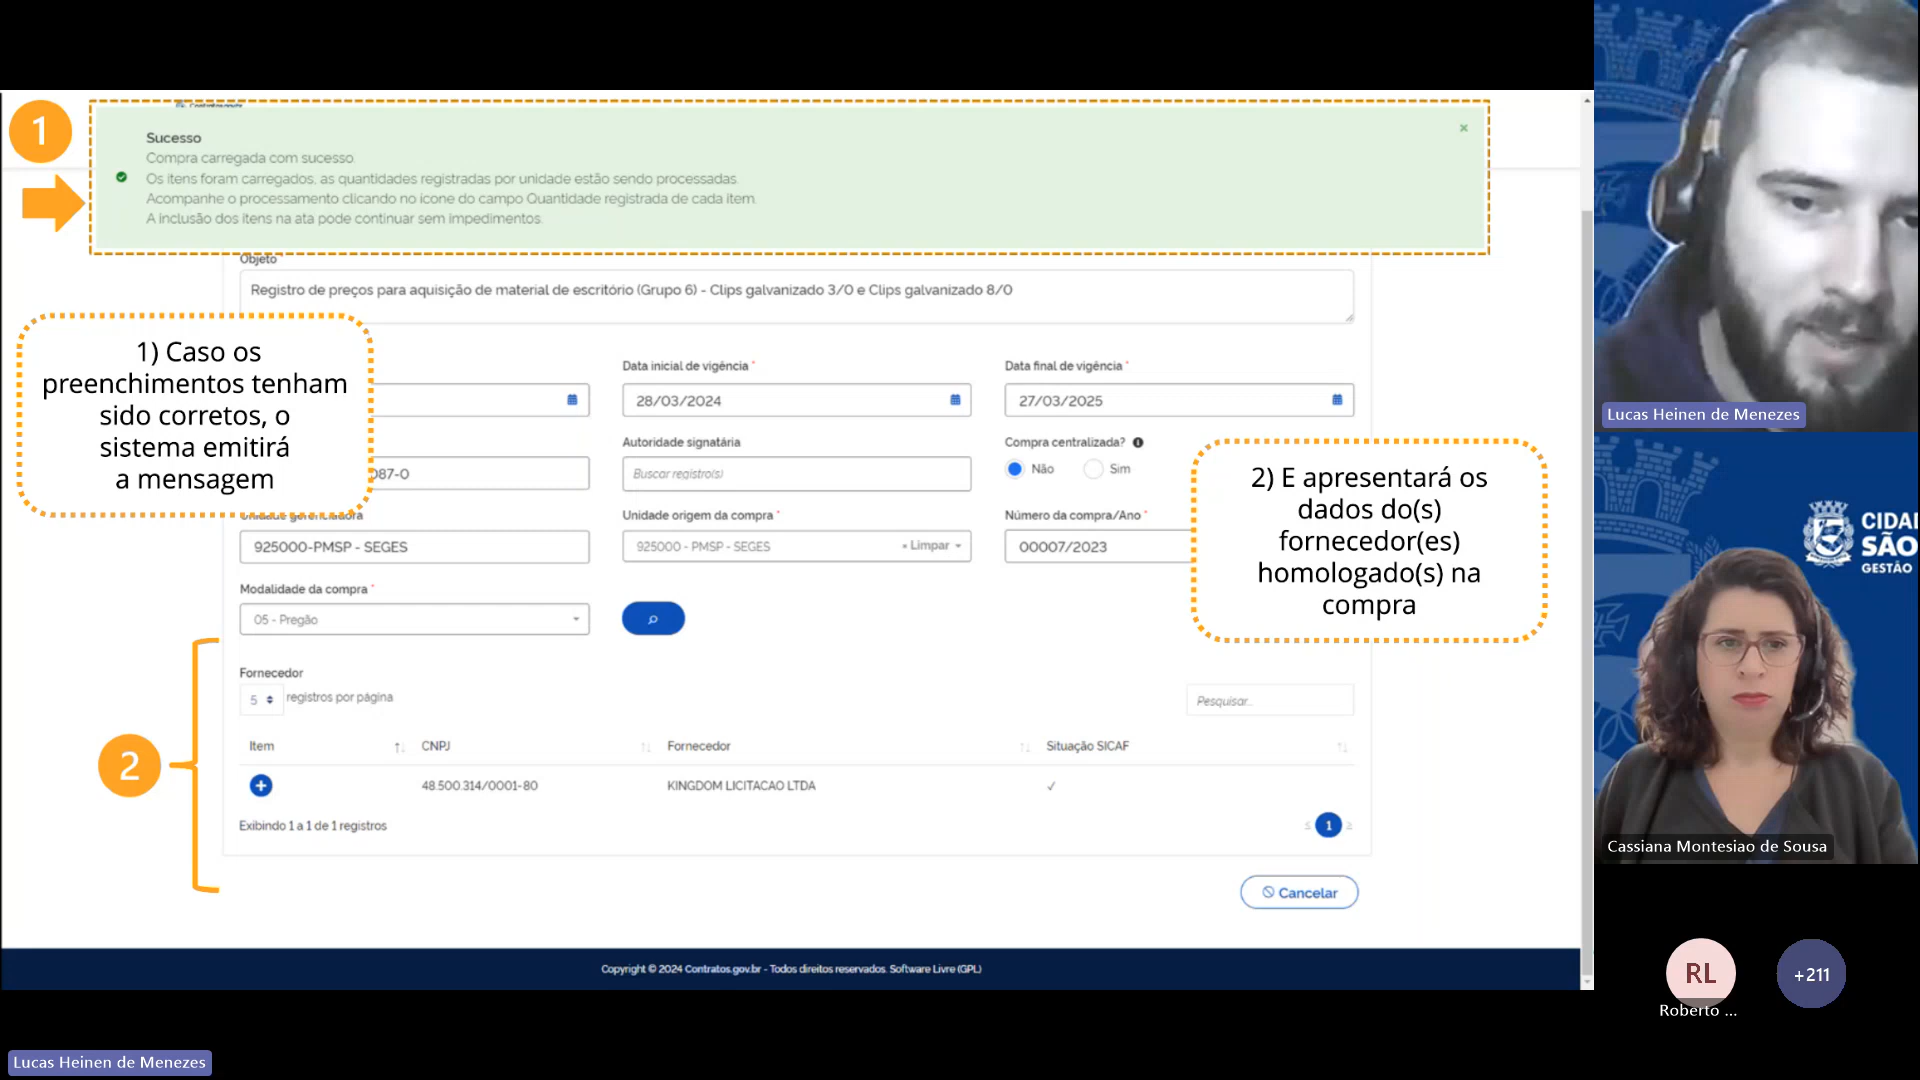 1
Contratos.gov.br
Sucesso
Compra carregada com sucesso
Os itens foram carregados, as quantidades registradas por unidade estão sendo processadas.
Acompanhe o processamento clicando no ícone do campo Quantidade registrada de cada item.
A inclusão dos itens na ata pode continuar sem impedimentos.
×
Objeto
Registro de preços para aquisição de material de escritório (Grupo 6) - Clips galvanizado 3/0 e Clips galvanizado 8/0
1) Caso os
preenchimentos tenham
sido corretos, o
sistema emitirá
a mensagem
Data inicial de vigência *
28/03/2024
Data final de vigência *
27/03/2025
087-0
Autoridade signatária
Buscar registro(s)
Compra centralizada?
Não
Sim
Unidade gerenciadora
925000-PMSP - SEGES
Unidade origem da compra *
925000 - PMSP - SEGES
× Limpar
Número da compra/Ano *
00007/2023
2) E apresentará os
dados do(s)
fornecedor(es)
homologado(s) na
compra
Modalidade da compra *
05 - Pregão
2
Fornecedor
5 registros por página
Pesquisar...
Item CNPJ Fornecedor Situação SICAF
48.500.314/0001-80 KINGDOM LICITACAO LTDA ✓
Exibindo 1 a 1 de 1 registros
≤ 1 ≥
Cancelar
Copyright © 2024 Contratos.gov.br - Todos direitos reservados. Software Livre (GPL)
Lucas Heinen de Menezes
Lucas Heinen de Menezes
CIDA
SÃO
GESTÃO
Cassiana Montesiao de Sousa
RL
Roberto ...
+211